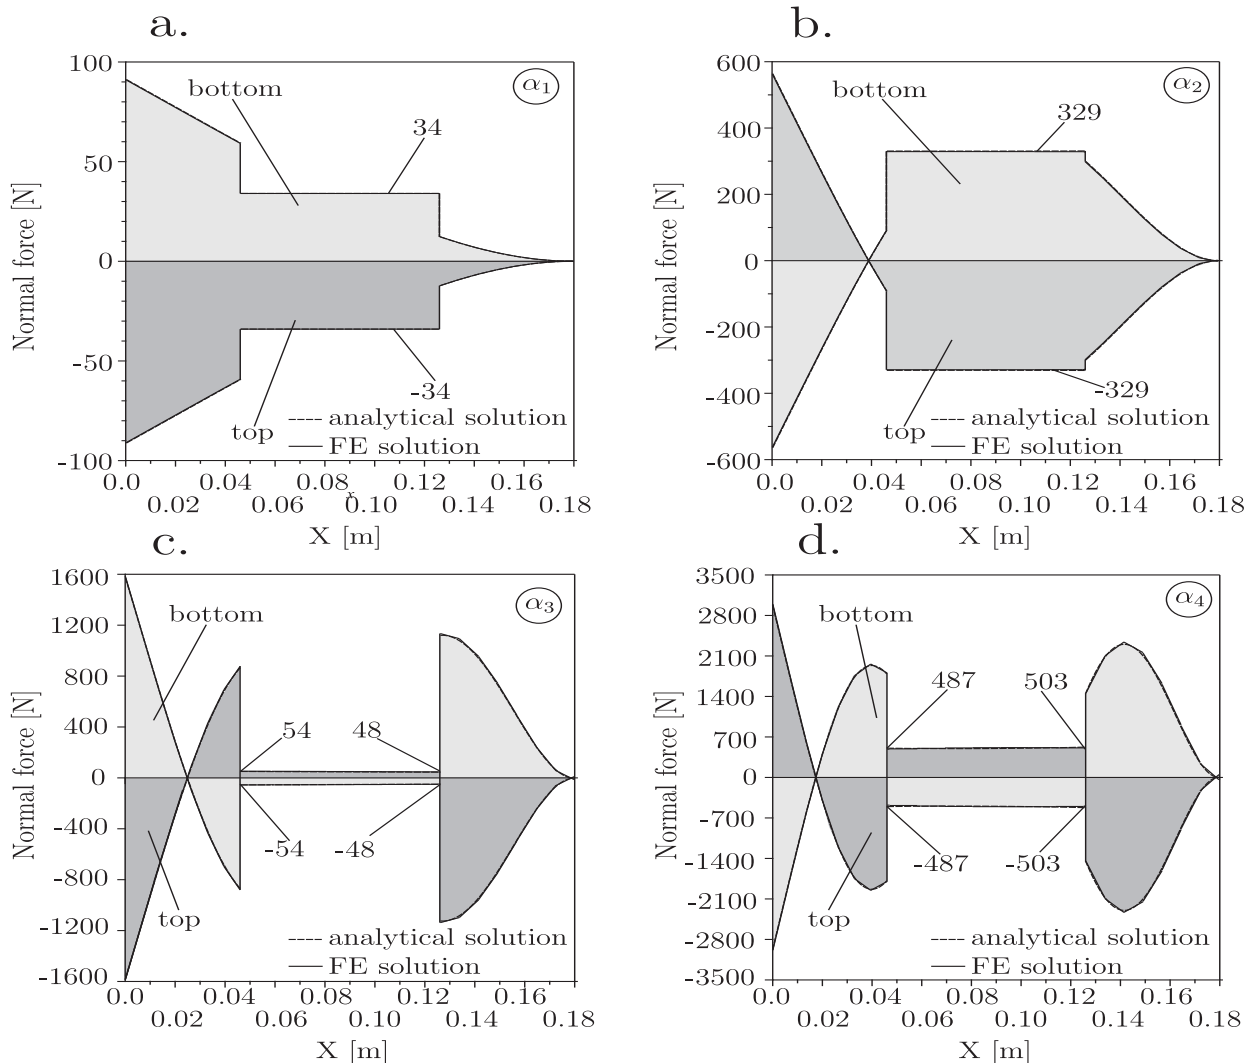 a.
100
50
0
-50
-100
Normal force [N]
bottom
34
α1
-34
top
analytical solution
FE solution
0.0 0.04 0.08 0.12 0.16
0.02 0.06 0.10 0.14 0.18
x
X [m]
b.
600
400
200
0
-200
-400
-600
Normal force [N]
bottom
329
α2
-329
top
analytical solution
FE solution
0.0 0.04 0.08 0.12 0.16
0.02 0.06 0.10 0.14 0.18
X [m]
c.
1600
1200
800
400
0
-400
-800
-1200
-1600
Normal force [N]
bottom
α3
54 48
-54 -48
top
analytical solution
FE solution
0.0 0.04 0.08 0.12 0.16
0.02 0.06 0.10 0.14 0.18
X [m]
d.
3500
2800
2100
1400
700
0
-700
-1400
-2100
-2800
-3500
Normal force [N]
bottom
α4
487 503
-487 -503
top
analytical solution
FE solution
0.0 0.04 0.08 0.12 0.16
0.02 0.06 0.10 0.14 0.18
X [m]